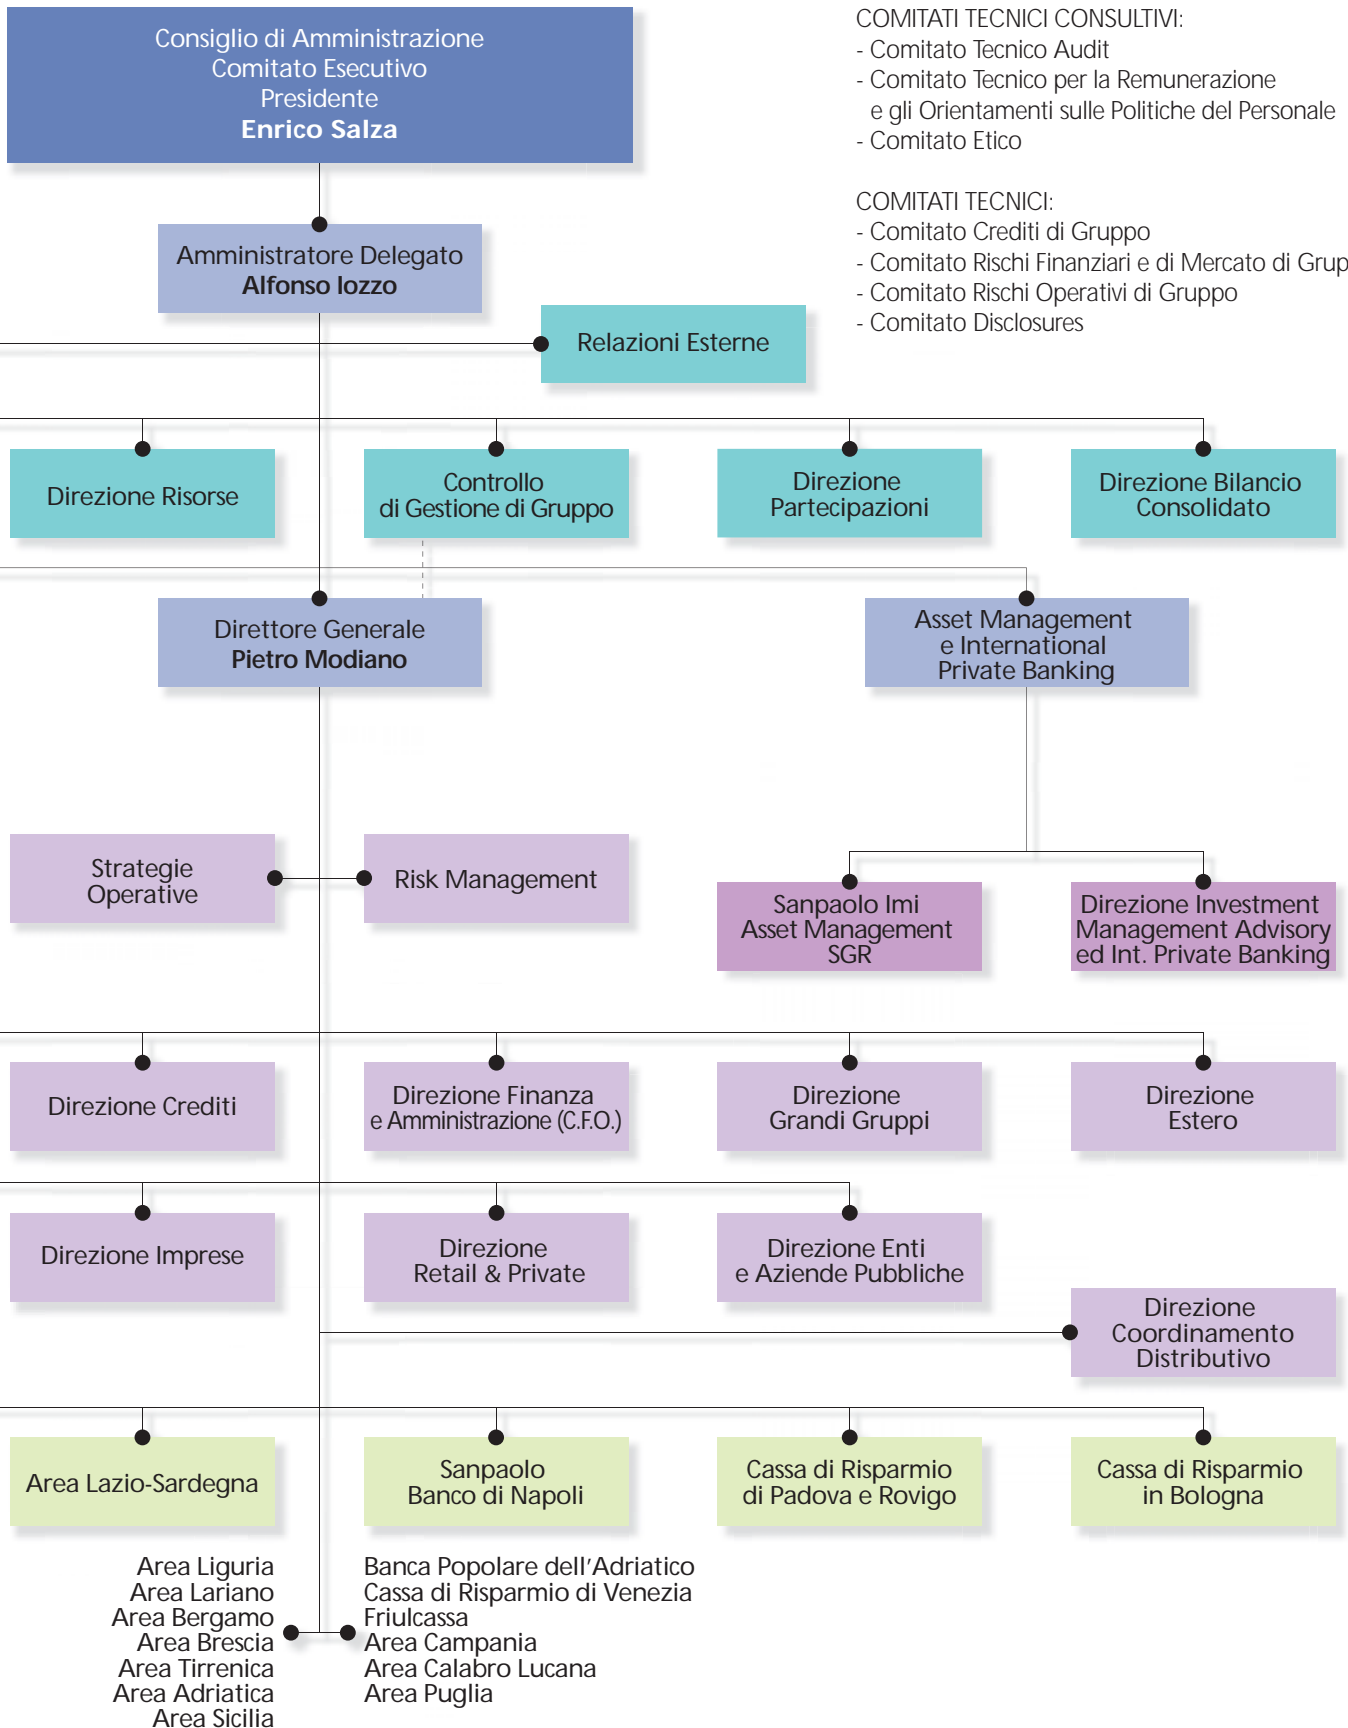 Consiglio di Amministrazione
Comitato Esecutivo
Presidente
Enrico Salza
COMITATI TECNICI CONSULTIVI:
- Comitato Tecnico Audit
- Comitato Tecnico per la Remunerazione
e gli Orientamenti sulle Politiche del Personale
- Comitato Etico
COMITATI TECNICI:
- Comitato Crediti di Gruppo
- Comitato Rischi Finanziari e di Mercato di Grup
- Comitato Rischi Operativi di Gruppo
- Comitato Disclosures
Amministratore Delegato
Alfonso Iozzo
Relazioni Esterne
Direzione Risorse
Controllo
di Gestione di Gruppo
Direzione
Partecipazioni
Direzione Bilancio
Consolidato
Direttore Generale
Pietro Modiano
Asset Management
e International
Private Banking
Strategie
Operative
Risk Management
Sanpaolo Imi
Asset Management
SGR
Direzione Investment
Management Advisory
ed Int. Private Banking
Direzione Crediti
Direzione Finanza
e Amministrazione (C.F.O.)
Direzione
Grandi Gruppi
Direzione
Estero
Direzione Imprese
Direzione
Retail & Private
Direzione Enti
e Aziende Pubbliche
Direzione
Coordinamento
Distributivo
Area Lazio-Sardegna
Sanpaolo
Banco di Napoli
Cassa di Risparmio
di Padova e Rovigo
Cassa di Risparmio
in Bologna
Area Liguria
Area Lariano
Area Bergamo
Area Brescia
Area Tirrenica
Area Adriatica
Area Sicilia
Banca Popolare dell'Adriatico
Cassa di Risparmio di Venezia
Friulcassa
Area Campania
Area Calabro Lucana
Area Puglia